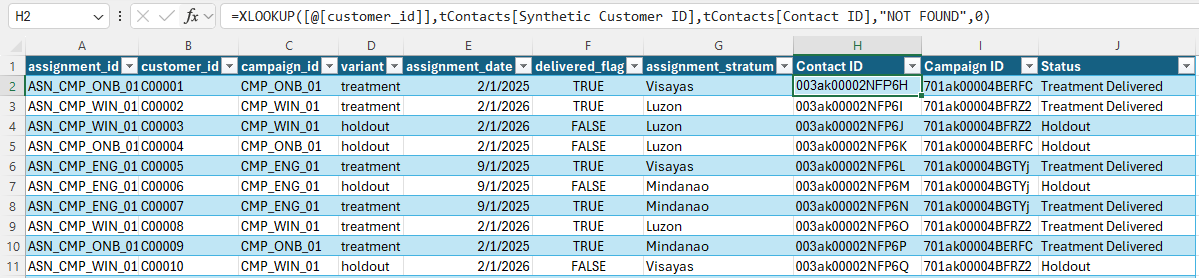 H2 fx =XLOOKUP([@[customer_id]],tContacts[Synthetic Customer ID],tContacts[Contact ID],"NOT FOUND",0)
A B C D E F G H I J
1 assignment_id customer_id campaign_id variant assignment_date delivered_flag assignment_stratum Contact ID Campaign ID Status
2 ASN_CMP_ONB_01 C00001 CMP_ONB_01 treatment 2/1/2025 TRUE Visayas 003ak00002NFP6H 701ak00004BERFC Treatment Delivered
3 ASN_CMP_WIN_01 C00002 CMP_WIN_01 treatment 2/1/2026 TRUE Luzon 003ak00002NFP6I 701ak00004BFRZ2 Treatment Delivered
4 ASN_CMP_WIN_01 C00003 CMP_WIN_01 holdout 2/1/2026 FALSE Luzon 003ak00002NFP6J 701ak00004BFRZ2 Holdout
5 ASN_CMP_ONB_01 C00004 CMP_ONB_01 holdout 2/1/2025 FALSE Luzon 003ak00002NFP6K 701ak00004BERFC Holdout
6 ASN_CMP_ENG_01 C00005 CMP_ENG_01 treatment 9/1/2025 TRUE Visayas 003ak00002NFP6L 701ak00004BGTYj Treatment Delivered
7 ASN_CMP_ENG_01 C00006 CMP_ENG_01 holdout 9/1/2025 FALSE Mindanao 003ak00002NFP6M 701ak00004BGTYj Holdout
8 ASN_CMP_ENG_01 C00007 CMP_ENG_01 treatment 9/1/2025 TRUE Mindanao 003ak00002NFP6N 701ak00004BGTYj Treatment Delivered
9 ASN_CMP_WIN_01 C00008 CMP_WIN_01 treatment 2/1/2026 TRUE Luzon 003ak00002NFP6O 701ak00004BFRZ2 Treatment Delivered
10 ASN_CMP_ONB_01 C00009 CMP_ONB_01 treatment 2/1/2025 TRUE Mindanao 003ak00002NFP6P 701ak00004BERFC Treatment Delivered
11 ASN_CMP_WIN_01 C00010 CMP_WIN_01 holdout 2/1/2026 FALSE Visayas 003ak00002NFP6Q 701ak00004BFRZ2 Holdout